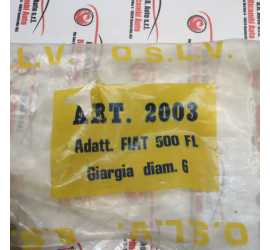 O.S.L.V.
ART. 2003
Adatt. FIAT 500 FL
Giargia diam. 6
O.S.L.V.